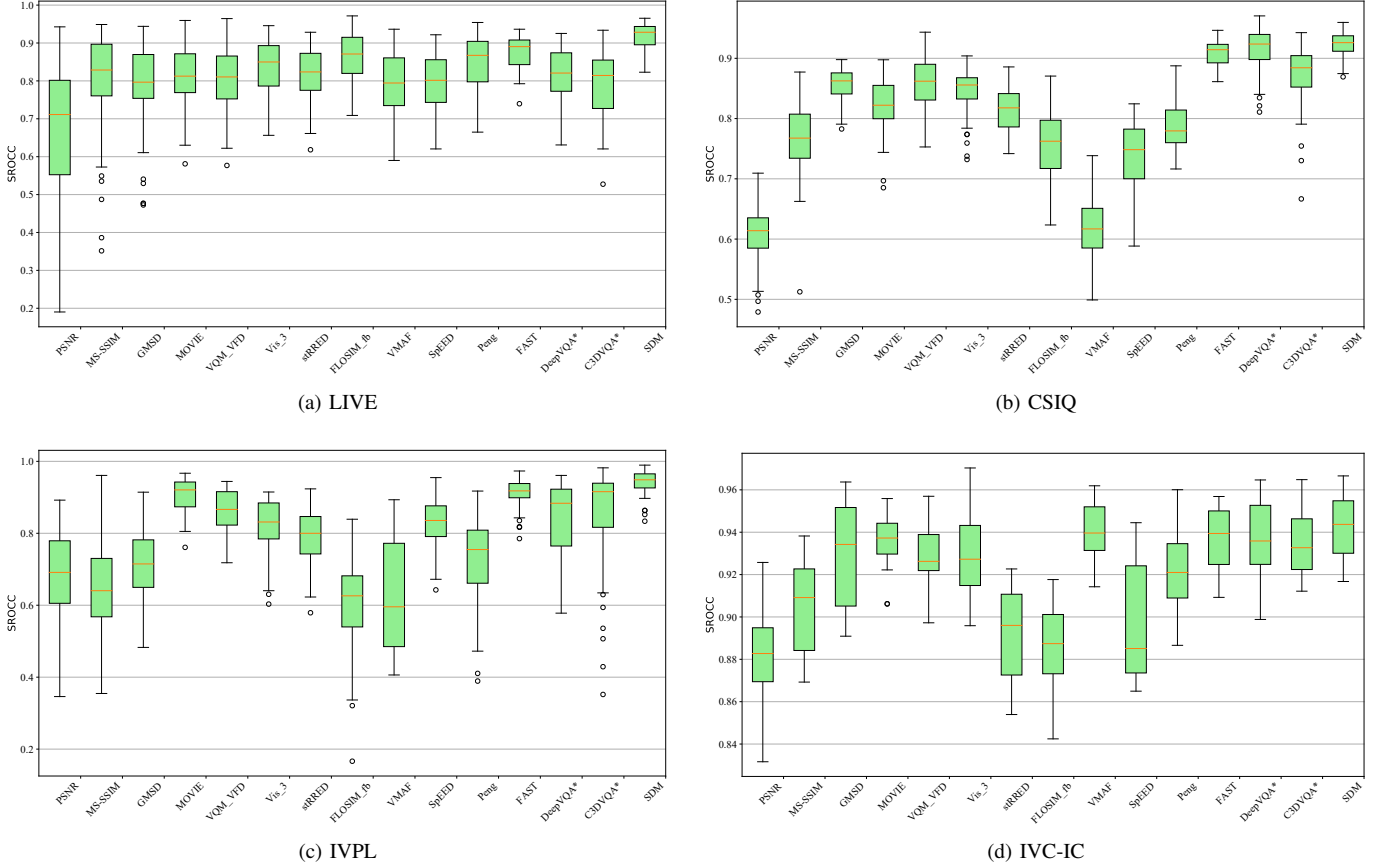 1.0
0.9
0.8
0.7
0.6
0.5
0.4
0.3
0.2
SROCC
PSNR MS-SSIM GMSD MOVIE VQM_VFD Vis_3 stRRED FLOSIM_fb VMAF SpEED Peng FAST DeepVQA* C3DVQA* SDM
(a) LIVE
0.9
0.8
0.7
0.6
0.5
SROCC
PSNR MS-SSIM GMSD MOVIE VQM_VFD Vis_3 stRRED FLOSIM_fb VMAF SpEED Peng FAST DeepVQA* C3DVQA* SDM
(b) CSIQ
1.0
0.8
0.6
0.4
0.2
SROCC
PSNR MS-SSIM GMSD MOVIE VQM_VFD Vis_3 stRRED FLOSIM_fb VMAF SpEED Peng FAST DeepVQA* C3DVQA* SDM
(c) IVPL
0.96
0.94
0.92
0.90
0.88
0.86
0.84
SROCC
PSNR MS-SSIM GMSD MOVIE VQM_VFD Vis_3 stRRED FLOSIM_fb VMAF SpEED Peng FAST DeepVQA* C3DVQA* SDM
(d) IVC-IC